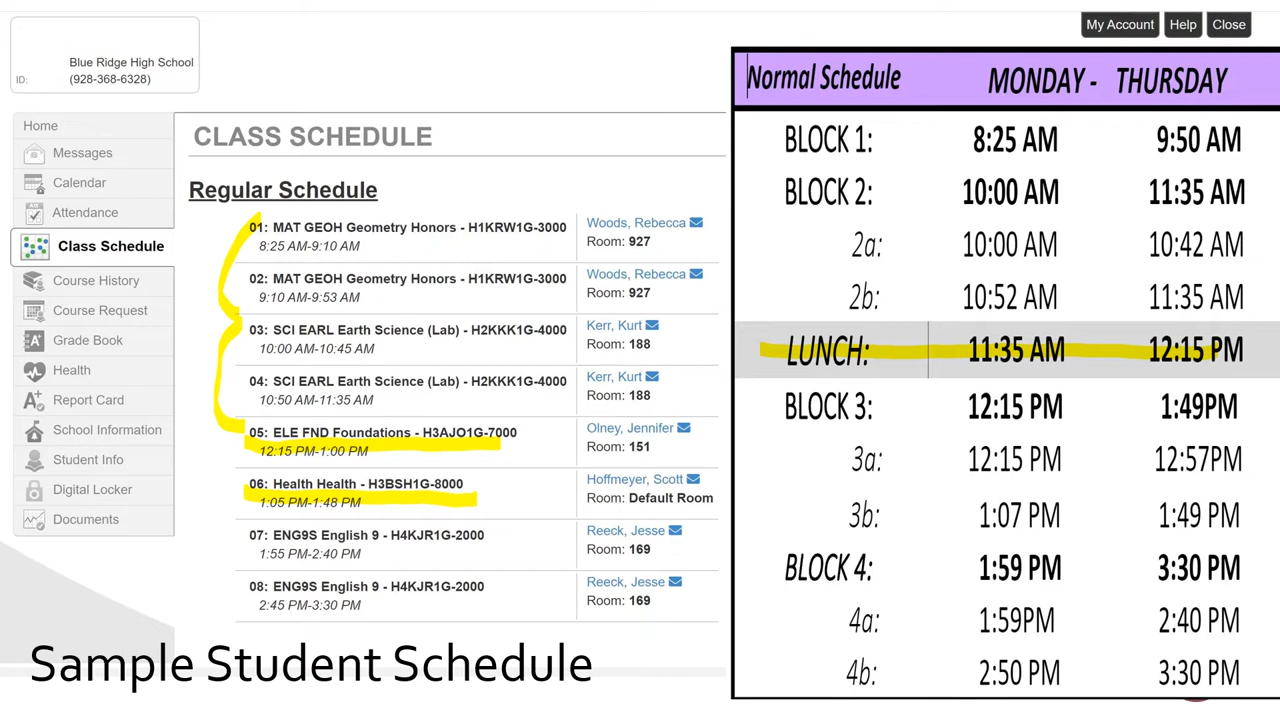 My Account Help Close
Blue Ridge High School
ID: (928-368-6328)
Home
Messages
Calendar
Attendance
Class Schedule
Course History
Course Request
Grade Book
Health
Report Card
School Information
Student Info
Digital Locker
Documents
CLASS SCHEDULE
Regular Schedule
01: MAT GEOH Geometry Honors - H1KRW1G-3000 Woods, Rebecca
8:25 AM-9:10 AM Room: 927
02: MAT GEOH Geometry Honors - H1KRW1G-3000 Woods, Rebecca
9:10 AM-9:53 AM Room: 927
03: SCI EARL Earth Science (Lab) - H2KKK1G-4000 Kerr, Kurt
10:00 AM-10:45 AM Room: 188
04: SCI EARL Earth Science (Lab) - H2KKK1G-4000 Kerr, Kurt
10:50 AM-11:35 AM Room: 188
05: ELE FND Foundations - H3AJO1G-7000 Olney, Jennifer
12:15 PM-1:00 PM Room: 151
06: Health Health - H3BSH1G-8000 Hoffmeyer, Scott
1:05 PM-1:48 PM Room: Default Room
07: ENG9S English 9 - H4KJR1G-2000 Reeck, Jesse
1:55 PM-2:40 PM Room: 169
08: ENG9S English 9 - H4KJR1G-2000 Reeck, Jesse
2:45 PM-3:30 PM Room: 169
Normal Schedule MONDAY - THURSDAY
BLOCK 1: 8:25 AM 9:50 AM
BLOCK 2: 10:00 AM 11:35 AM
2a: 10:00 AM 10:42 AM
2b: 10:52 AM 11:35 AM
LUNCH: 11:35 AM 12:15 PM
BLOCK 3: 12:15 PM 1:49PM
3a: 12:15 PM 12:57PM
3b: 1:07 PM 1:49 PM
BLOCK 4: 1:59 PM 3:30 PM
4a: 1:59PM 2:40 PM
4b: 2:50 PM 3:30 PM
Sample Student Schedule